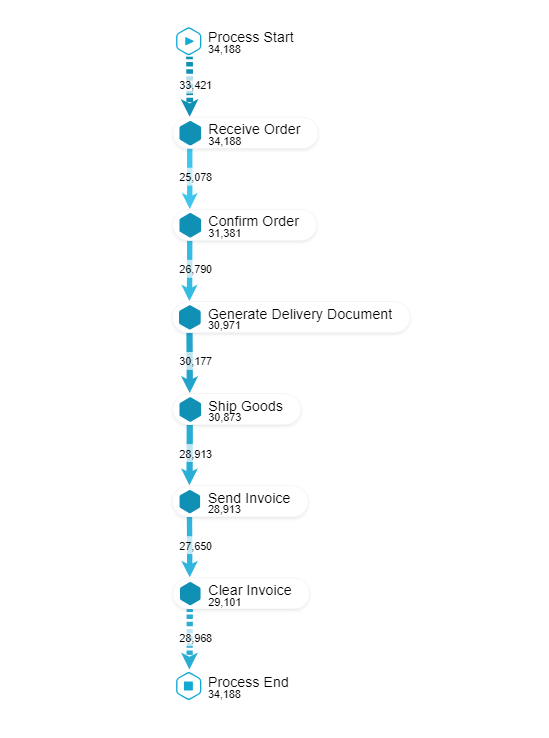 Process Start
34,188
33,421
Receive Order
34,188
25,078
Confirm Order
31,381
26,790
Generate Delivery Document
30,971
30,177
Ship Goods
30,873
28,913
Send Invoice
28,913
27,650
Clear Invoice
29,101
28,968
Process End
34,188